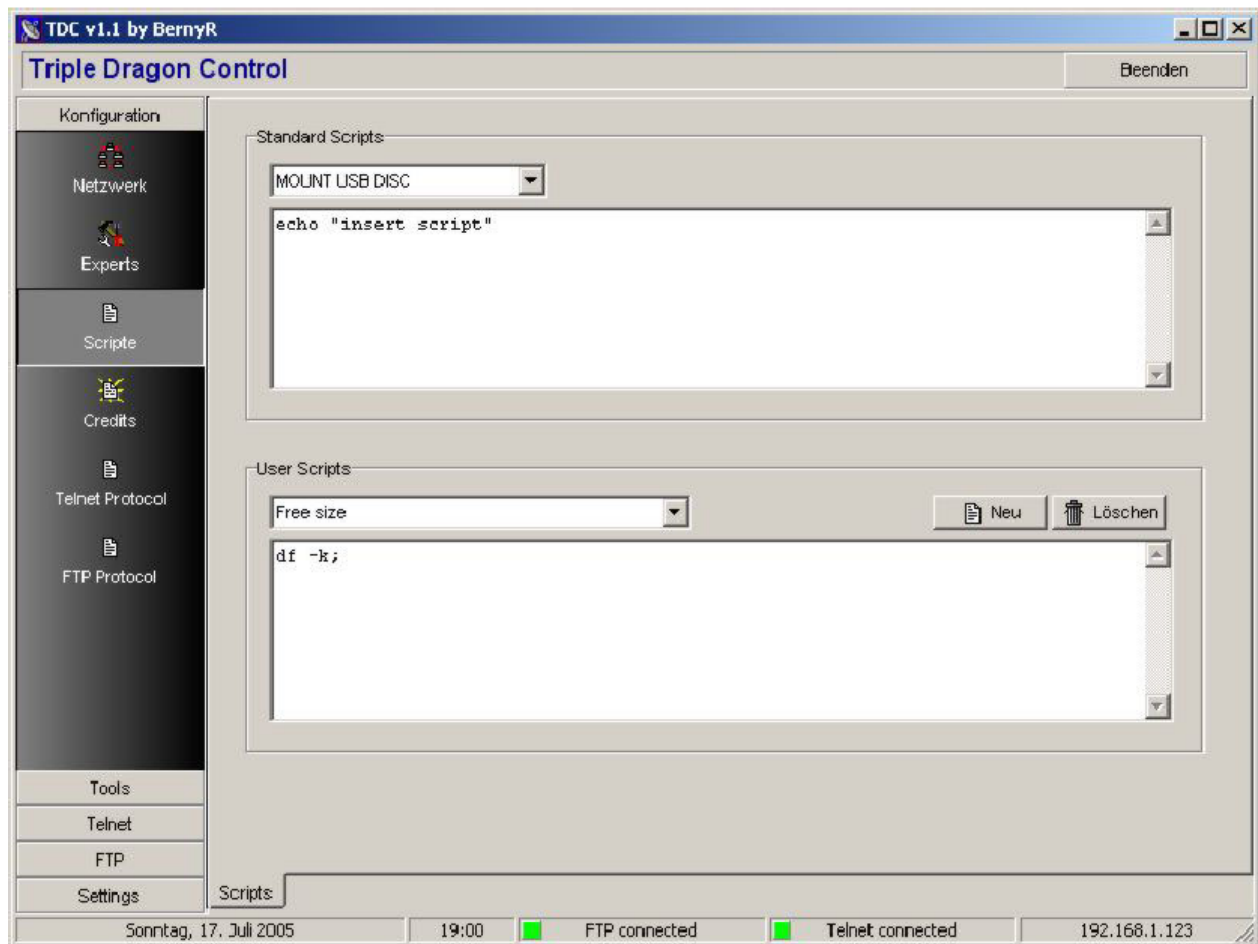 TDC v1.1 by BernyR
Triple Dragon Control
Beenden
Konfiguration
Netzwerk
Experts
Scripte
Credits
Telnet Protocol
FTP Protocol
Tools
Telnet
FTP
Settings
Standard Scripts
MOUNT USB DISC
echo "insert script"
User Scripts
Free size
Neu
Löschen
df -k;
Scripts
Sonntag, 17. Juli 2005
19:00
FTP connected
Telnet connected
192.168.1.123